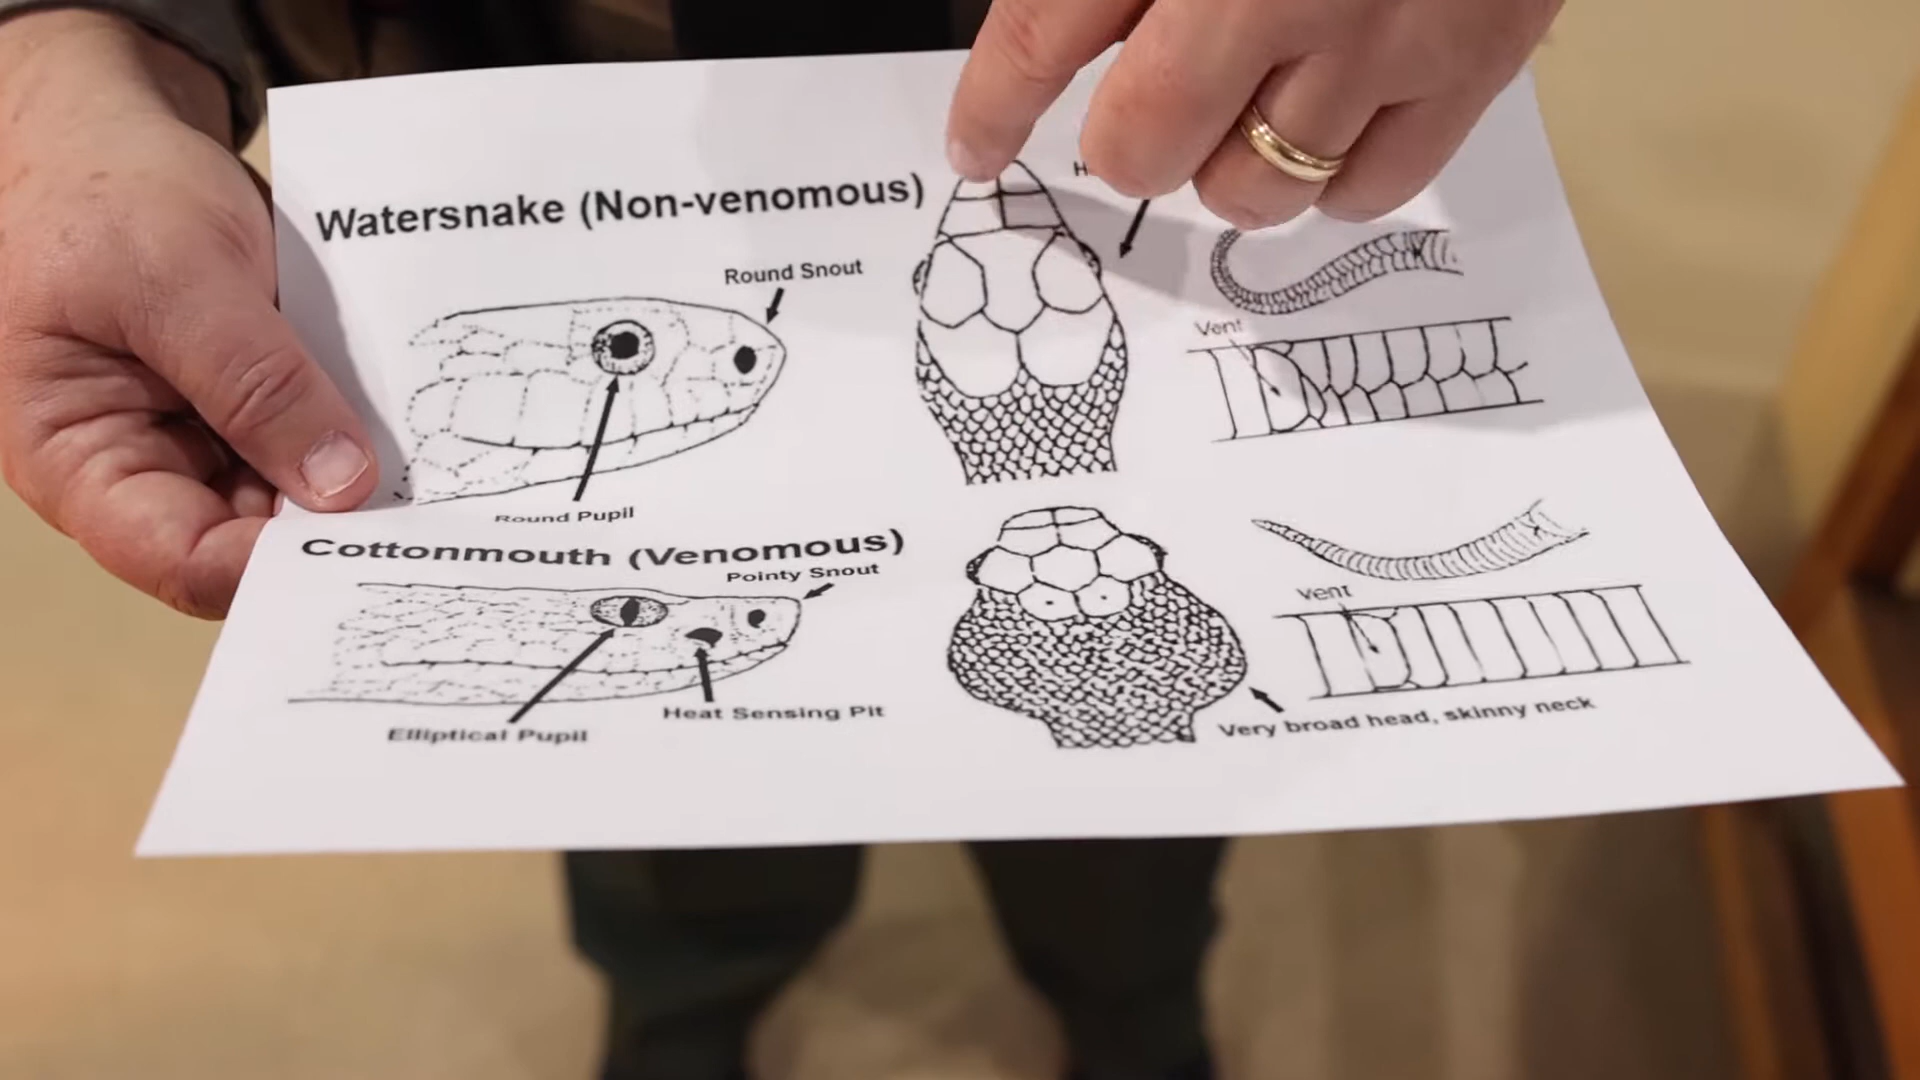 Watersnake (Non-venomous)
Round Snout
Vent
Round Pupil
Cottonmouth (Venomous)
Pointy Snout
Vent
Heat Sensing Pit
Elliptical Pupil
Very broad head, skinny neck